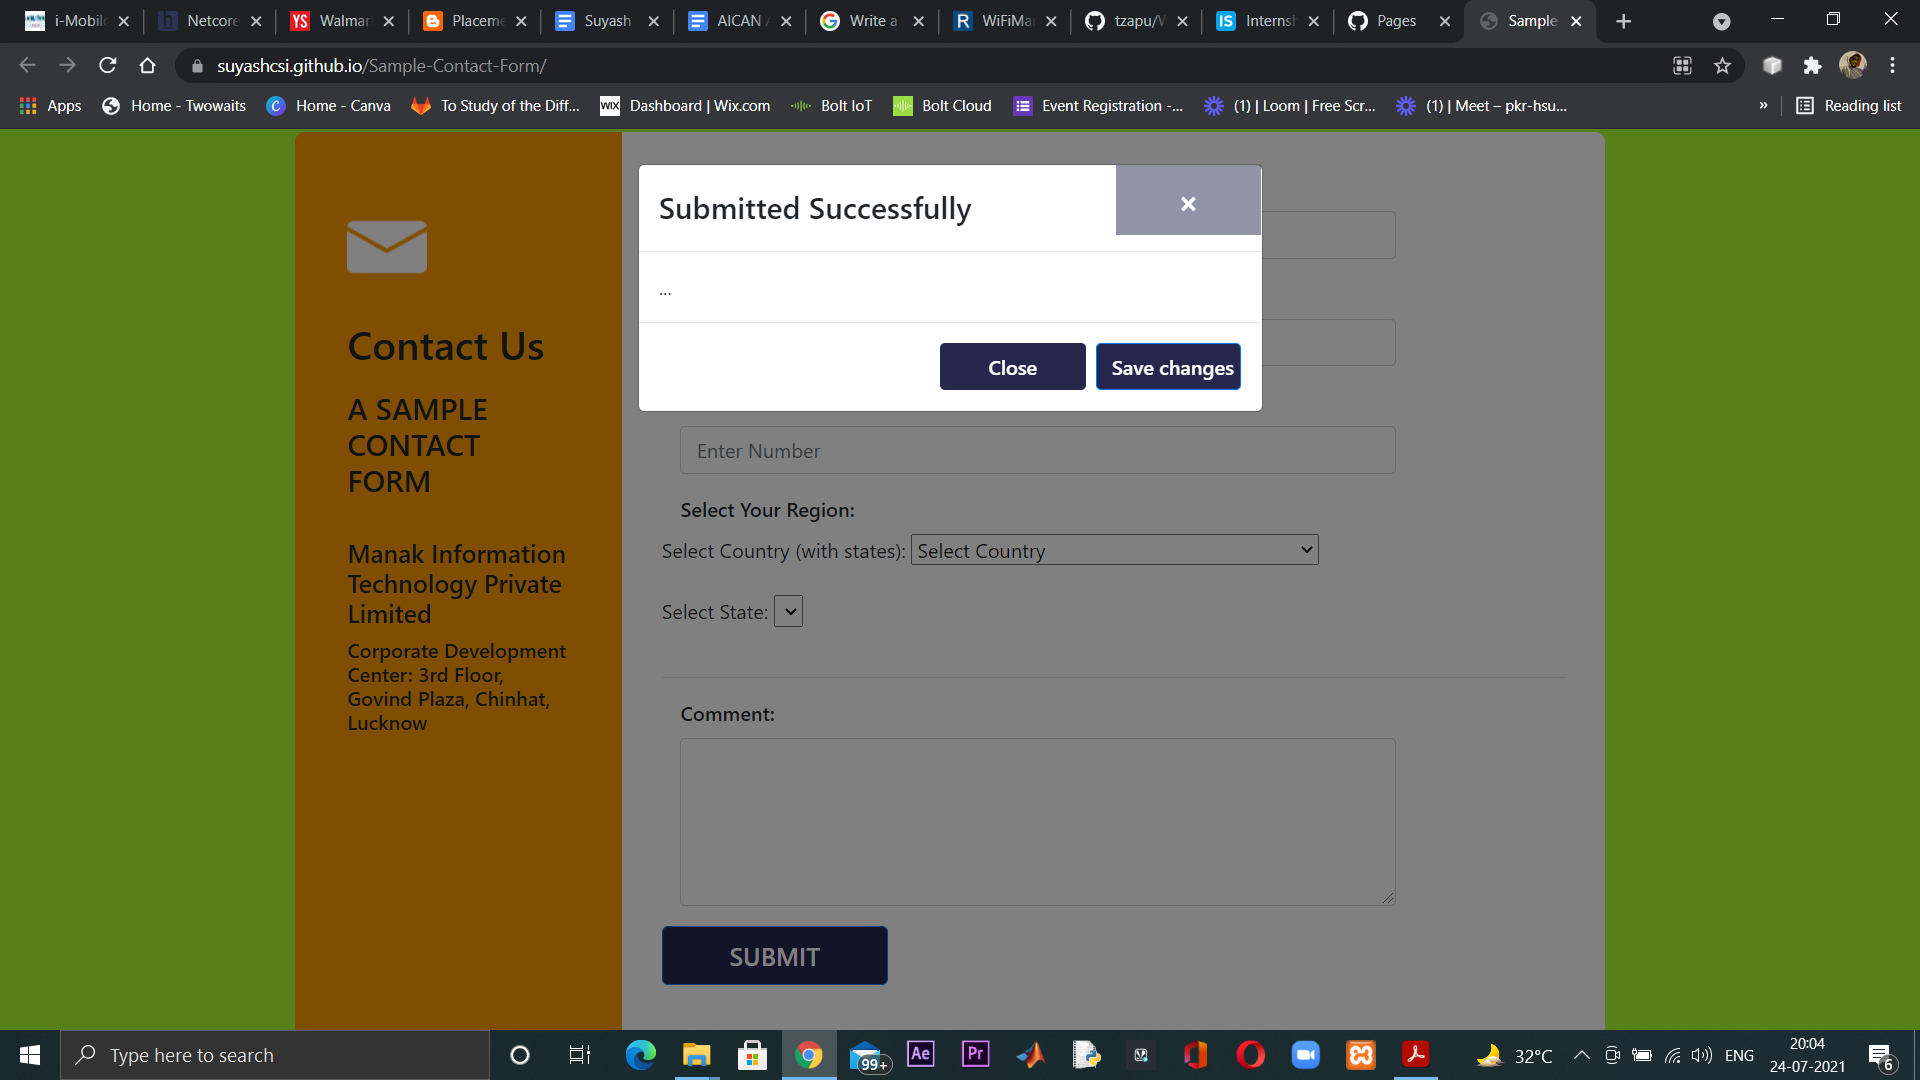 i-Mobil
Netcore
YS Walmar
Placeme
Suyash
AICAN
Write a
R WiFiMa
tzapu/
IS Interns
Pages
Sample
suyashcsi.github.io/Sample-Contact-Form/
Apps
Home - Twowaits
Home - Canva
To Study of the Diff...
WIX Dashboard | Wix.com
Bolt IoT
Bolt Cloud
Event Registration -...
(1) | Loom | Free Scr...
(1) | Meet – pkr-hsu...
»
Reading list
Contact Us
A SAMPLE
CONTACT
FORM
Manak Information
Technology Private
Limited
Corporate Development
Center: 3rd Floor,
Govind Plaza, Chinhat,
Lucknow
Submitted Successfully
×
...
Close
Save changes
Enter Number
Select Your Region:
Select Country (with states): Select Country
Select State:
Comment:
SUBMIT
Type here to search
99+
Ae
Pr
32°C
ENG
20:04
24-07-2021
6